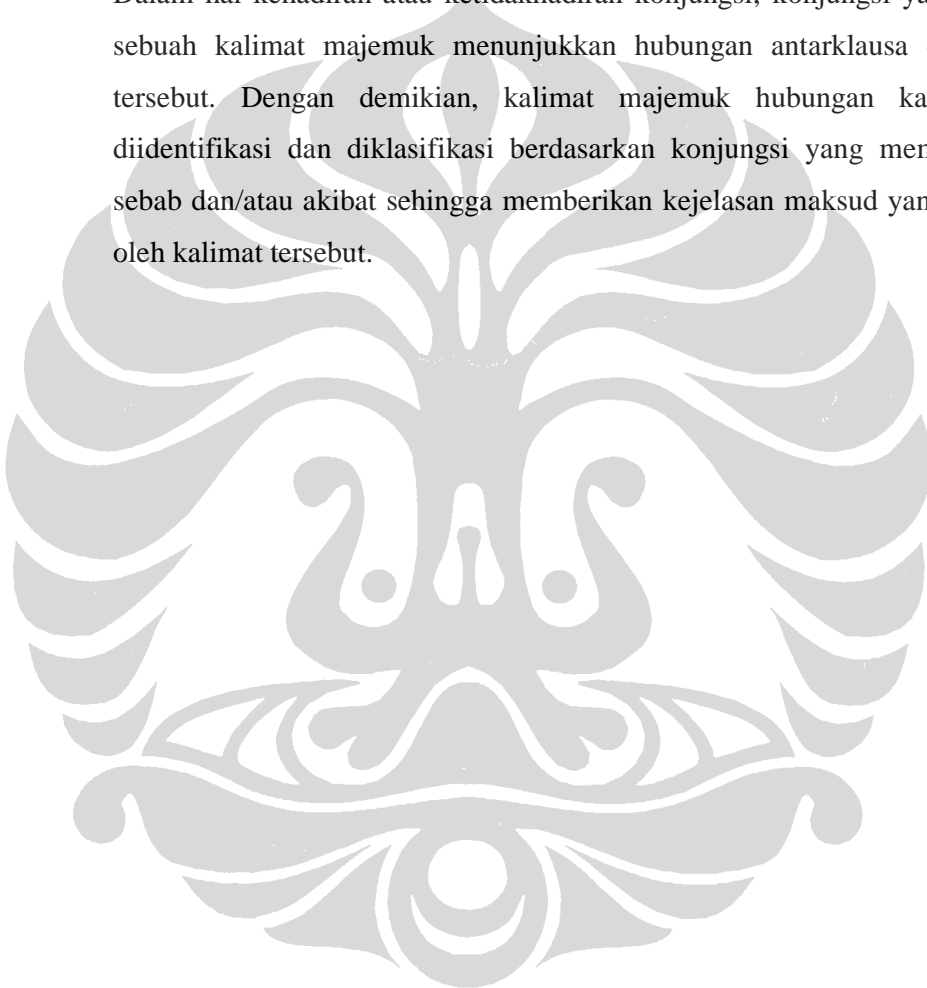 Dalam hal kehadiran atau ketidakhadiran konjungsi, konjungsi
sebuah kalimat majemuk menunjukkan hubungan antarklausa
tersebut. Dengan demikian, kalimat majemuk hubungan
diidentifikasi dan diklasifikasi berdasarkan konjungsi yang
sebab dan/atau akibat sehingga memberikan kejelasan maksud
oleh kalimat tersebut.